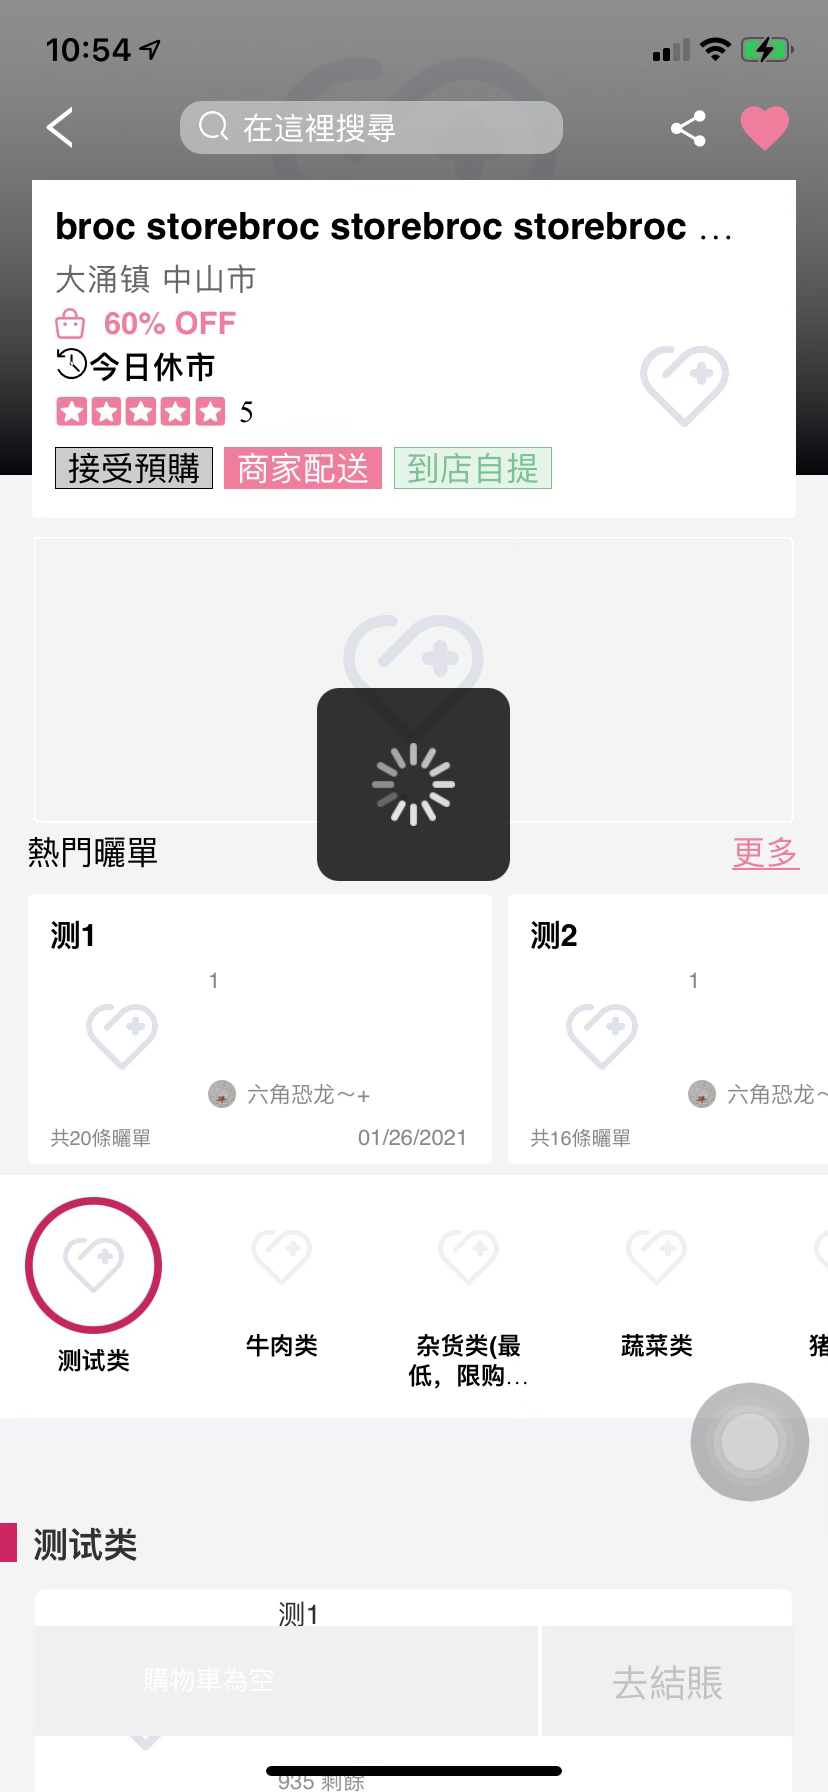 10:54
在這裡搜尋
broc storebroc storebroc storebroc ...
大涌镇 中山市
60% OFF
今日休市
5
接受預購 商家配送 到店自提
熱門曬單 更多
测1
1
六角恐龙～+
共20條曬單 01/26/2021
测2
1
六角恐龙～
共16條曬單
测试类
牛肉类
杂货类(最
低，限购...
蔬菜类
猪
测试类
测1
購物車為空 去結賬
935 剩餘